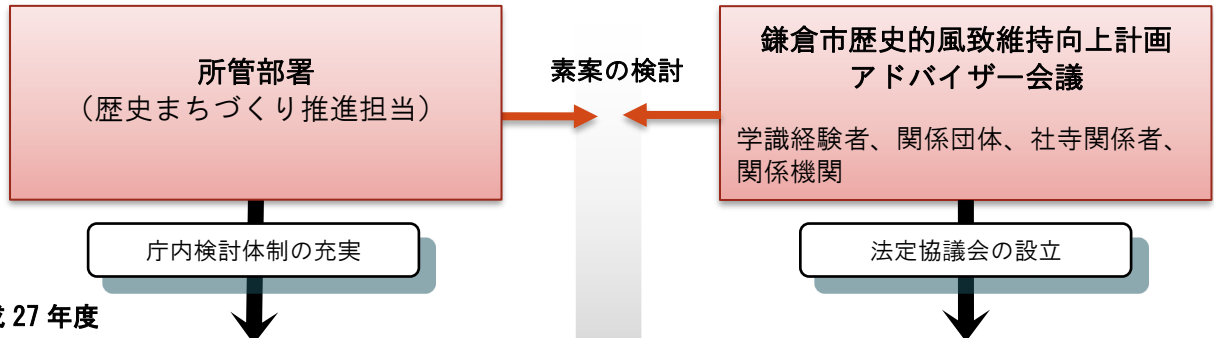 所管部署
（歴史まちづくり推進担当）
素案の検討
鎌倉市歴史的風致維持向上計画
アドバイザー会議
学識経験者、関係団体、社寺関係者、
関係機関
庁内検討体制の充実
法定協議会の設立
27 年度